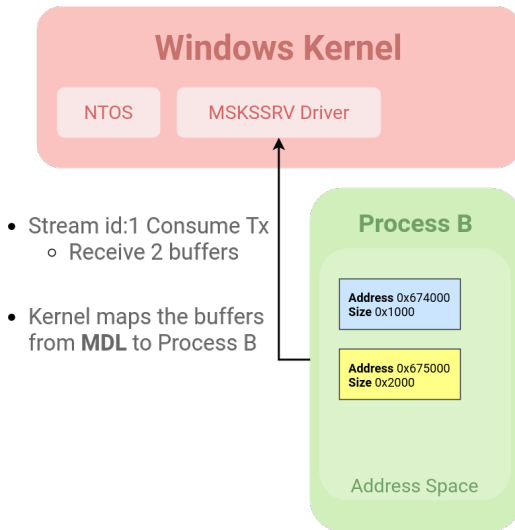 Windows Kernel
NTOS
MSKSSRV Driver
• Stream id:1 Consume Tx
○ Receive 2 buffers
• Kernel maps the buffers
from MDL to Process B
Process B
Address 0x674000
Size 0x1000
Address 0x675000
Size 0x2000
Address Space